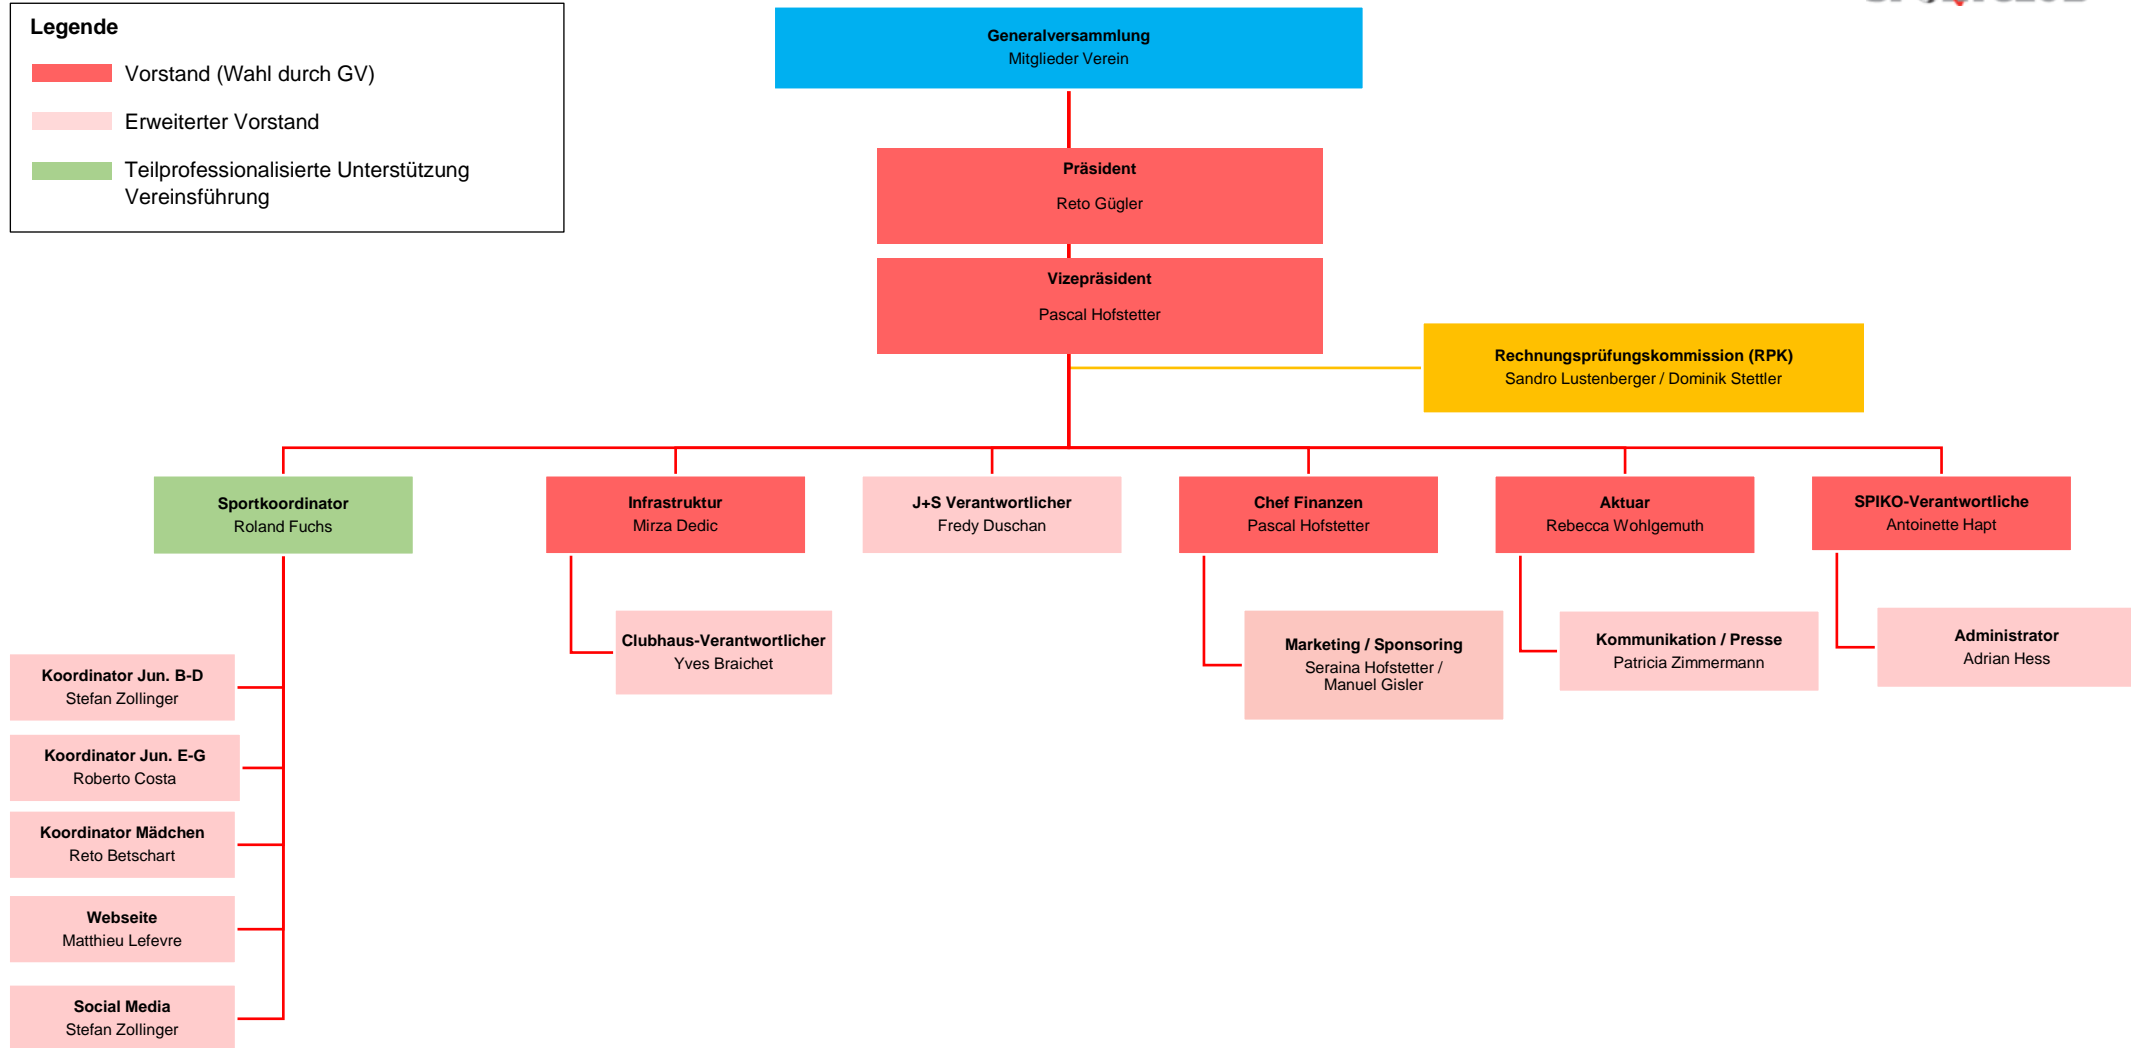 Legende
Vorstand (Wahl durch GV)
Erweiterter Vorstand
Teilprofessionalisierte Unterstützung
Vereinsführung
Generalversammlung
Mitglieder Verein
Präsident
Reto Gügler
Vizepräsident
Pascal Hofstetter
Rechnungsprüfungskommission (RPK)
Sandro Lustenberger / Dominik Stettler
Sportkoordinator
Roland Fuchs
Infrastruktur
Mirza Dedic
J+S Verantwortlicher
Fredy Duschan
Chef Finanzen
Pascal Hofstetter
Aktuar
Rebecca Wohlgemuth
SPIKO-Verantwortliche
Antoinette Hapt
Clubhaus-Verantwortlicher
Yves Braichet
Marketing / Sponsoring
Seraina Hofstetter /
Manuel Gisler
Kommunikation / Presse
Patricia Zimmermann
Administrator
Adrian Hess
Koordinator Jun. B-D
Stefan Zollinger
Koordinator Jun. E-G
Roberto Costa
Koordinator Mädchen
Reto Betschart
Webseite
Matthieu Lefevre
Social Media
Stefan Zollinger